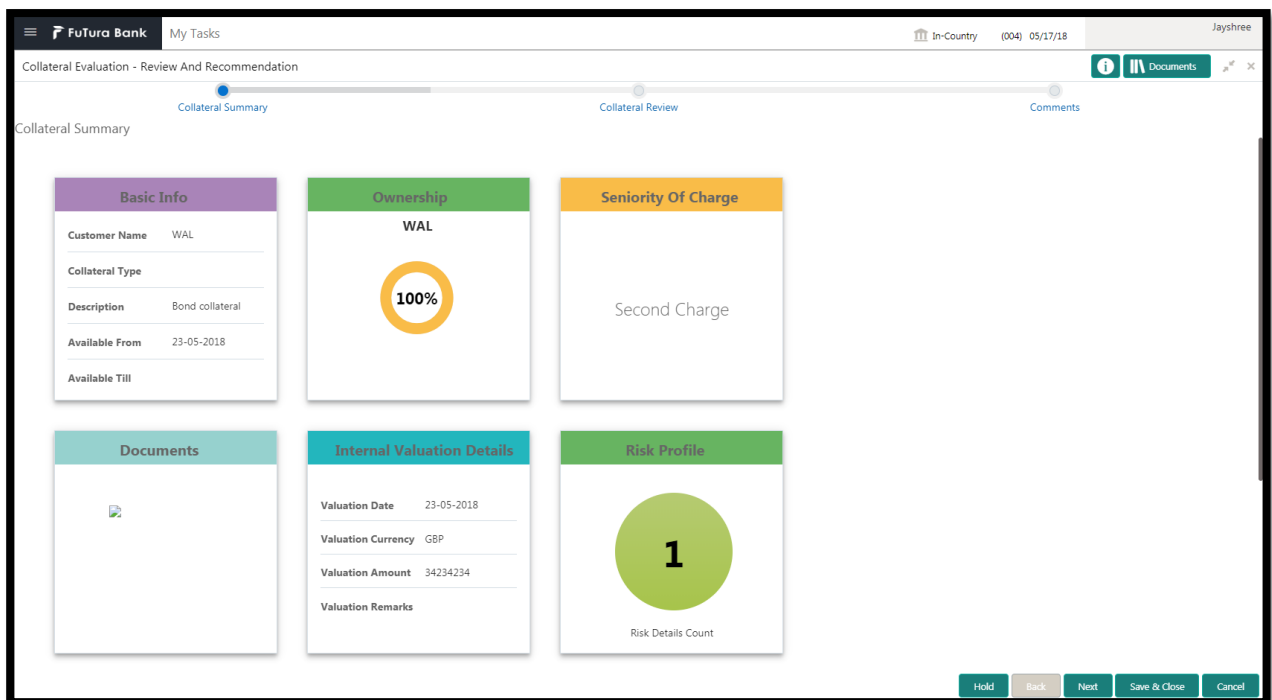 FuTura Bank My Tasks In-Country (004) 05/17/18 Jayshree
Collateral Evaluation - Review And Recommendation i Documents
Collateral Summary Collateral Review Comments
Collateral Summary
Basic Info
Customer Name WAL
Collateral Type
Description Bond collateral
Available From 23-05-2018
Available Till
Ownership
WAL
100%
Seniority Of Charge
Second Charge
Documents
Internal Valuation Details
Valuation Date 23-05-2018
Valuation Currency GBP
Valuation Amount 34234234
Valuation Remarks
Risk Profile
1
Risk Details Count
Hold Back Next Save & Close Cancel